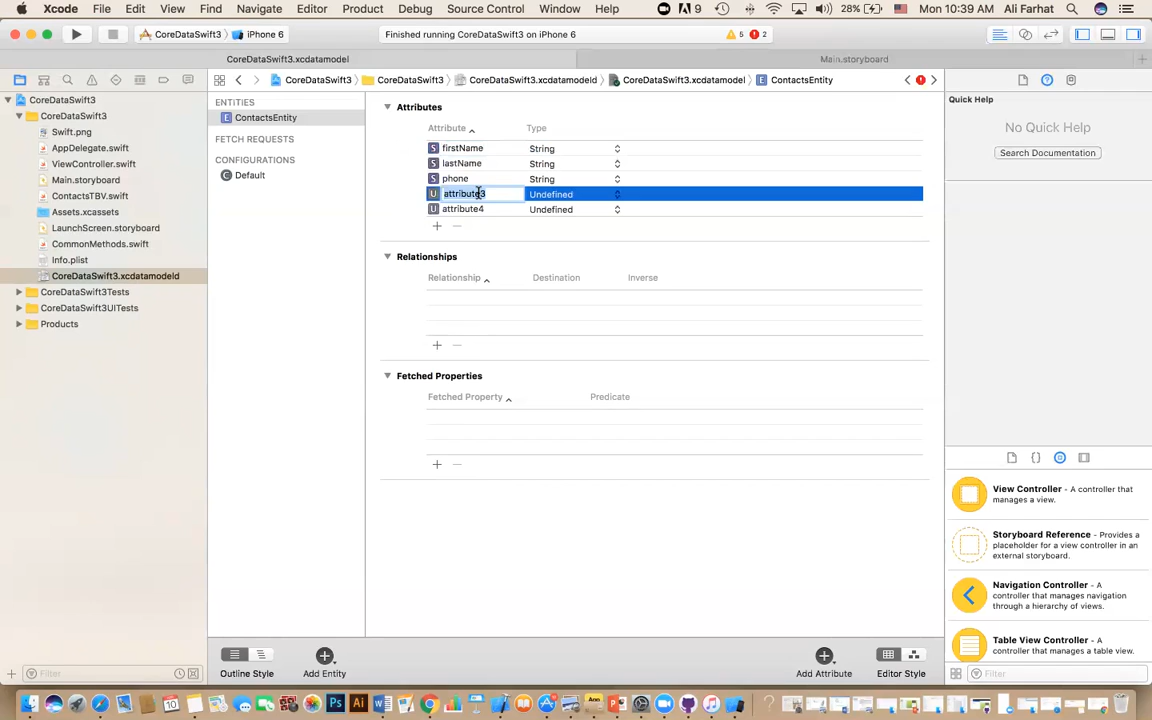 Xcode File Edit View Find Navigate Editor Product Debug Source Control Window Help 9 28% Mon 10:39 AM Ali Farhat
CoreDataSwift3 iPhone 6 Finished running CoreDataSwift3 on iPhone 6 5 2
CoreDataSwift3.xcdatamodel Main.storyboard
CoreDataSwift3 CoreDataSwift3 CoreDataSwift3.xcdatamodeld CoreDataSwift3.xcdatamodel ContactsEntity
CoreDataSwift3
CoreDataSwift3
Swift.png
AppDelegate.swift
ViewController.swift
Main.storyboard
ContactsTBV.swift
Assets.xcassets
LaunchScreen.storyboard
CommonMethods.swift
Info.plist
CoreDataSwift3.xcdatamodeld
CoreDataSwift3Tests
CoreDataSwift3UITests
Products
Filter
ENTITIES
E ContactsEntity
FETCH REQUESTS
CONFIGURATIONS
C Default
Outline Style
Add Entity
Attributes
Attribute Type
S firstName String
S lastName String
S phone String
U attribute3 Undefined
U attribute4 Undefined
Relationships
Relationship Destination Inverse
Fetched Properties
Fetched Property Predicate
Add Attribute
Editor Style
Quick Help
No Quick Help
Search Documentation
View Controller - A controller that
manages a view.
Storyboard Reference - Provides a
placeholder for a view controller in an
external storyboard.
Navigation Controller - A
controller that manages navigation
through a hierarchy of views.
Table View Controller - A
controller that manages a table view.
Filter